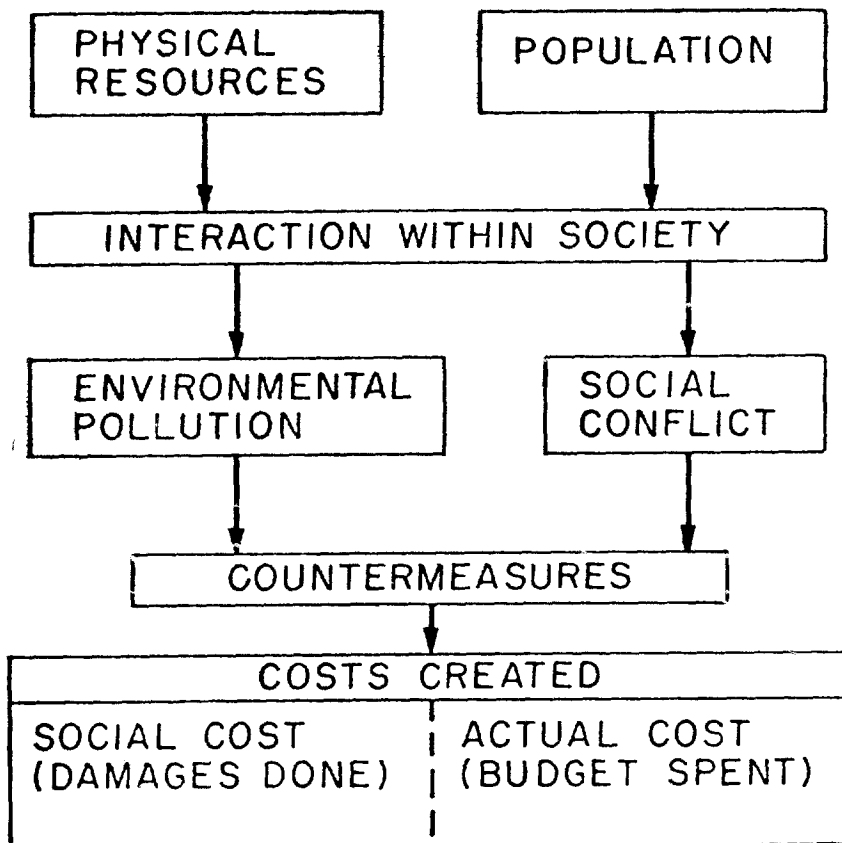 PHYSICAL
RESOURCES
POPULATION
INTERACTION WITHIN SOCIETY
ENVIRONMENTAL
POLLUTION
SOCIAL
CONFLICT
COUNTERMEASURES
COSTS CREATED
SOCIAL COST
(DAMAGES DONE)
ACTUAL COST
(BUDGET SPENT)